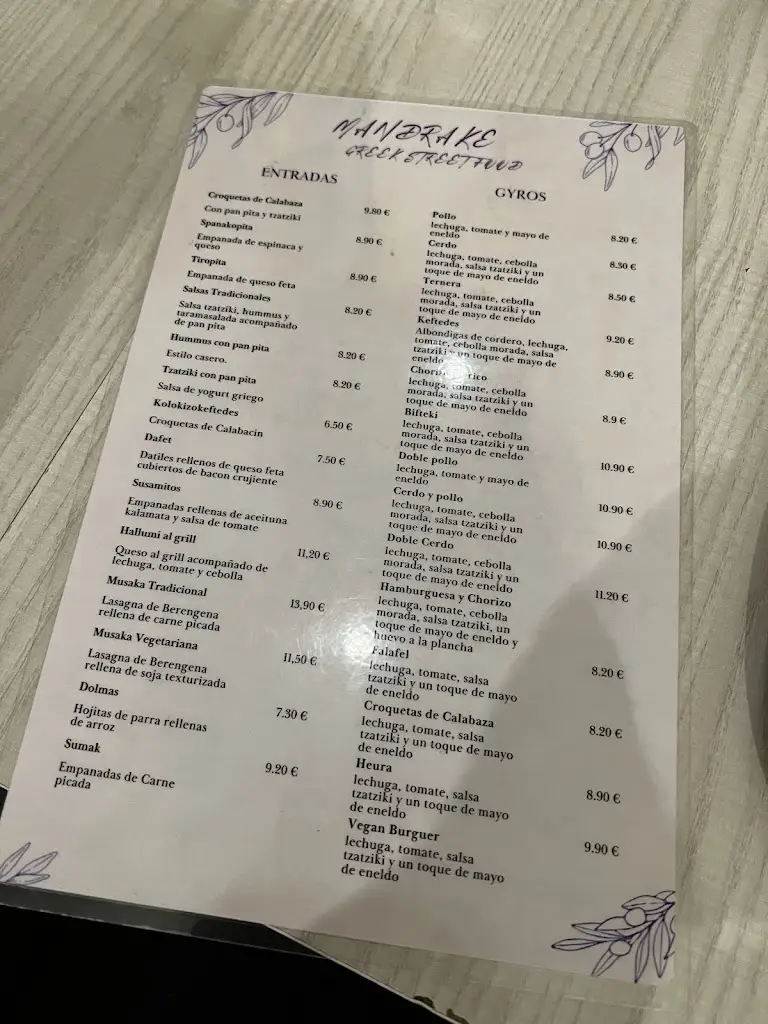 MANDRAKE
GREEK STREET FOOD
ENTRADAS
Croquetas de Calabaza
Con pan pita y tzatziki
9.80 €
Spanakopita
Empanada de espinaca y
queso
8.90 €
Tiropita
Empanada de queso feta
8.90 €
Salsas Tradicionales
Salsa tzatziki, hummus y
taramasalada acompañado
de pan pita
8.20 €
Hummus con pan pita
Estilo casero.
8.20 €
Tzatziki con pan pita
Salsa de yogurt griego
8.20 €
Kolokizokeftedes
Croquetas de Calabacin
6.50 €
Dafet
Datiles rellenos de queso feta
cubiertos de bacon crujiente
7.50 €
Susamitos
Empanadas rellenas de aceituna
kalamata y salsa de tomate
8.90 €
Hallumi al grill
Queso al grill acompañado de
lechuga, tomate y cebolla
11.20 €
Musaka Tradicional
Lasagna de Berengena
rellena de carne picada
13,90 €
Musaka Vegetariana
Lasagna de Berengena
rellena de soja texturizada
11,50 €
Dolmas
Hojitas de parra rellenas
de arroz
7.30 €
Sumak
Empanadas de Carne
picada
9.20 €
GYROS
Pollo
lechuga, tomate y mayo de
eneldo
8.20 €
Cerdo
lechuga, tomate, cebolla
morada, salsa tzatziki y un
toque de mayo de eneldo
8.30 €
Ternera
lechuga, tomate, cebolla
morada, salsa tzatziki y un
toque de mayo de eneldo
8.50 €
Keftedes
Albondigas de cordero, lechuga,
tomate, cebolla morada, salsa
tzatziki y un toque de mayo de
eneldo
9.20 €
lechuga, tomate, cebolla
morada, salsa tzatziki y un
toque de mayo de eneldo
8.90 €
Bifteki
lechuga, tomate, cebolla
morada, salsa tzatziki y un
toque de mayo de eneldo
8.9 €
Doble pollo
lechuga, tomate y mayo de
eneldo
10.90 €
Cerdo y pollo
lechuga, tomate, cebolla
morada, salsa tzatziki y un
toque de mayo de eneldo
10.90 €
Doble Cerdo
lechuga, tomate, cebolla
morada, salsa tzatziki y un
toque de mayo de eneldo
10.90 €
Hamburguesa y Chorizo
lechuga, tomate, cebolla
morada, salsa tzatziki, un
toque de mayo de eneldo y
huevo a la plancha
11.20 €
Falafel
lechuga, tomate, salsa
tzatziki y un toque de mayo
de eneldo
8.20 €
Croquetas de Calabaza
lechuga, tomate, salsa
tzatziki y un toque de mayo
de eneldo
8.20 €
Heura
lechuga, tomate, salsa
tzatziki y un toque de mayo
de eneldo
8.90 €
Vegan Burguer
lechuga, tomate, salsa
tzatziki y un toque de mayo
de eneldo
9.90 €